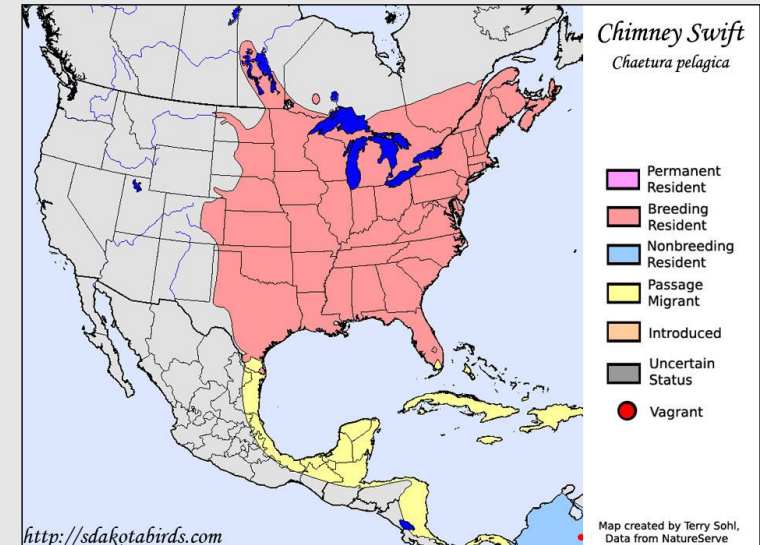 Chimney Swift
Chaetura pelagica
Permanent
Resident
Breeding
Resident
Nonbreeding
Resident
Passage
Migrant
Introduced
Uncertain
Status
Vagrant
http://sdakotabirds.com
Map created by Terry Sohl,
Data from NatureServe